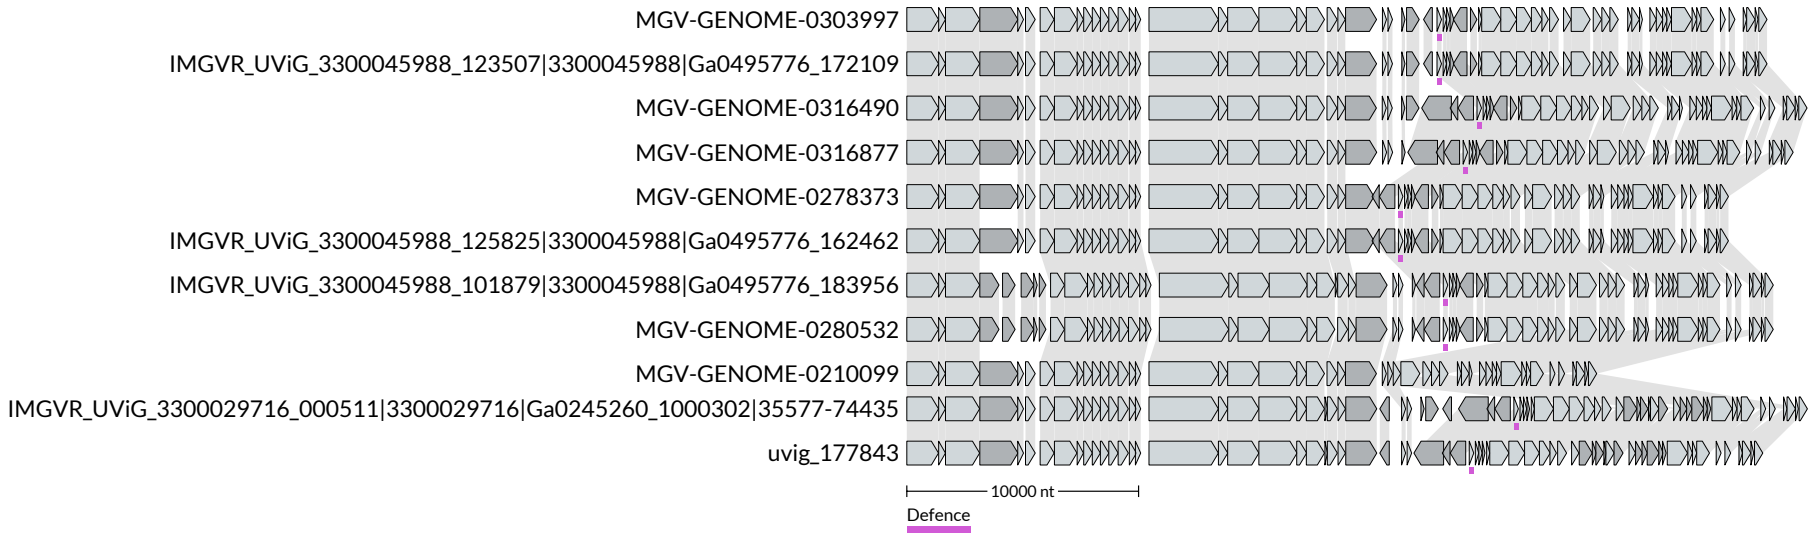 MGV-GENOME-0303997
IMGVR_UViG_3300045988_123507|3300045988|Ga0495776_172109
MGV-GENOME-0316490
MGV-GENOME-0316877
MGV-GENOME-0278373
IMGVR_UViG_3300045988_125825|3300045988|Ga0495776_162462
IMGVR_UViG_3300045988_101879|3300045988|Ga0495776_183956
MGV-GENOME-0280532
MGV-GENOME-0210099
IMGVR_UViG_3300029716_000511|3300029716|Ga0245260_1000302|35577-74435
uvig_177843
10000 nt
Defence